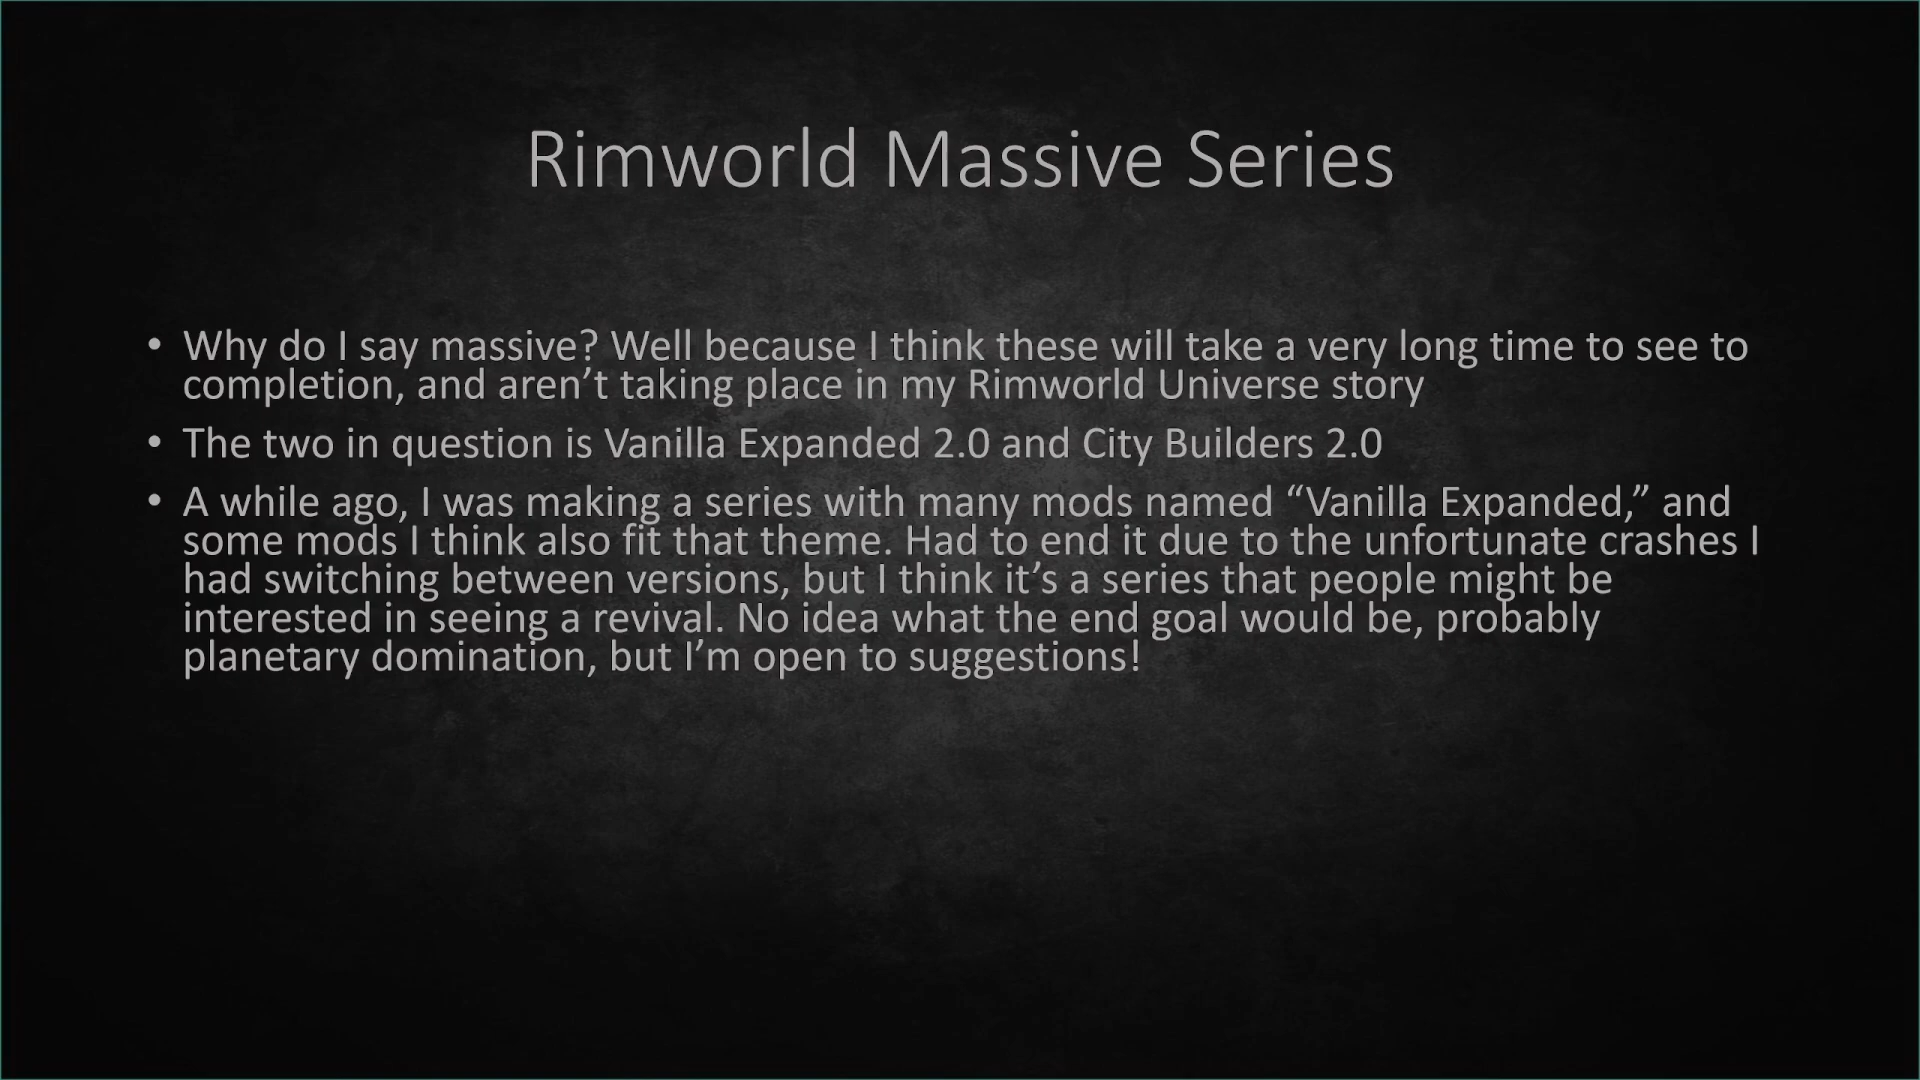 Rimworld Massive Series
• Why do I say massive? Well because I think these will take a very long time to see to
completion, and aren’t taking place in my Rimworld Universe story
• The two in question is Vanilla Expanded 2.0 and City Builders 2.0
• A while ago, I was making a series with many mods named “Vanilla Expanded,” and
some mods I think also fit that theme. Had to end it due to the unfortunate crashes I
had switching between versions, but I think it’s a series that people might be
interested in seeing a revival. No idea what the end goal would be, probably
planetary domination, but I’m open to suggestions!